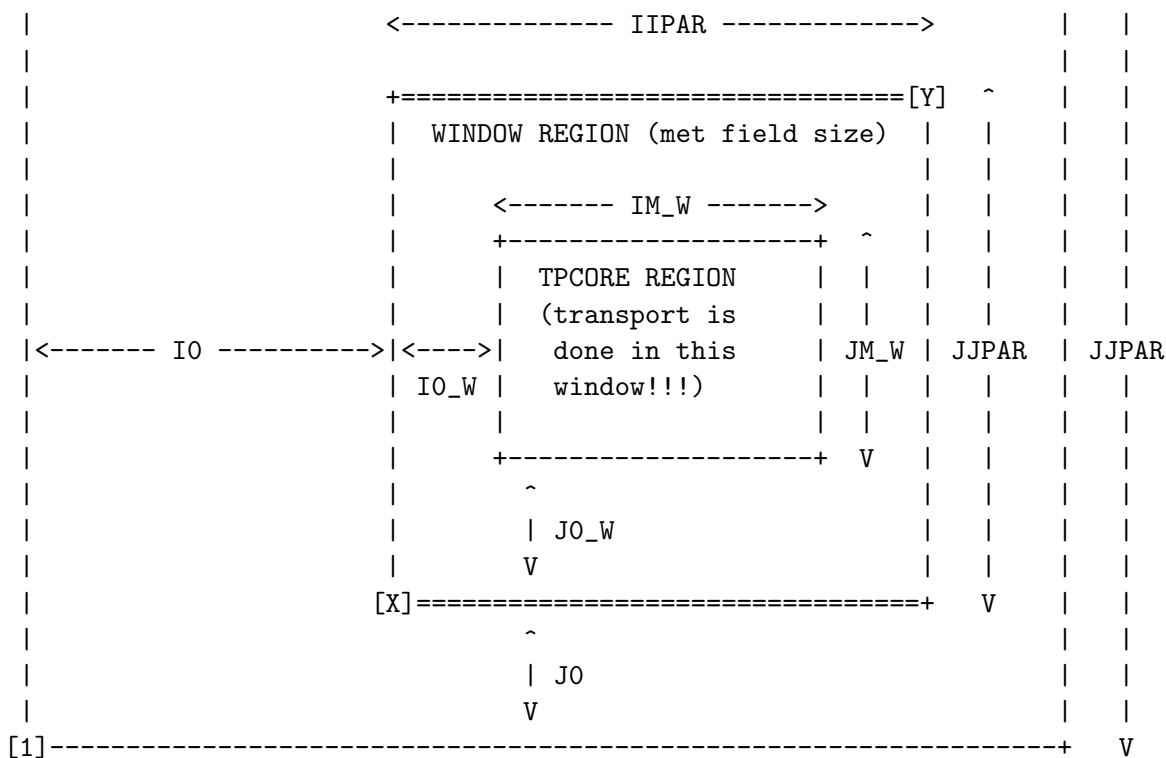 |                       <-------------- IIPAR ------------->        |   |
|                                                                   |   |
|                       +=================================[Y]  ^    |   |
|                       |  WINDOW REGION (met field size)  |   |    |   |
|                       |                                  |   |    |   |
|                       |      <------- IM_W ------->      |   |    |   |
|                       |      +--------------------+  ^   |   |    |   |
|                       |      |  TPCORE REGION     |  |   |   |    |   |
|                       |      |  (transport is     |  |   |   |    |   |
|<------- I0 ---------->|<---->|   done in this     | JM_W | JJPAR  | JJPAR
|                       | I0_W |   window!!!)       |  |   |   |    |   |
|                       |      |                    |  |   |   |    |   |
|                       |      +--------------------+  V   |   |    |   |
|                       |        ^                         |   |    |   |
|                       |        | J0_W                    |   |    |   |
|                       |        V                         |   |    |   |
|                      [X]=================================+   V    |   |
|                                ^                                  |   |
|                                | J0                               |   |
|                                V                                  |   |
[1]------------------------------------------------------------------+   V